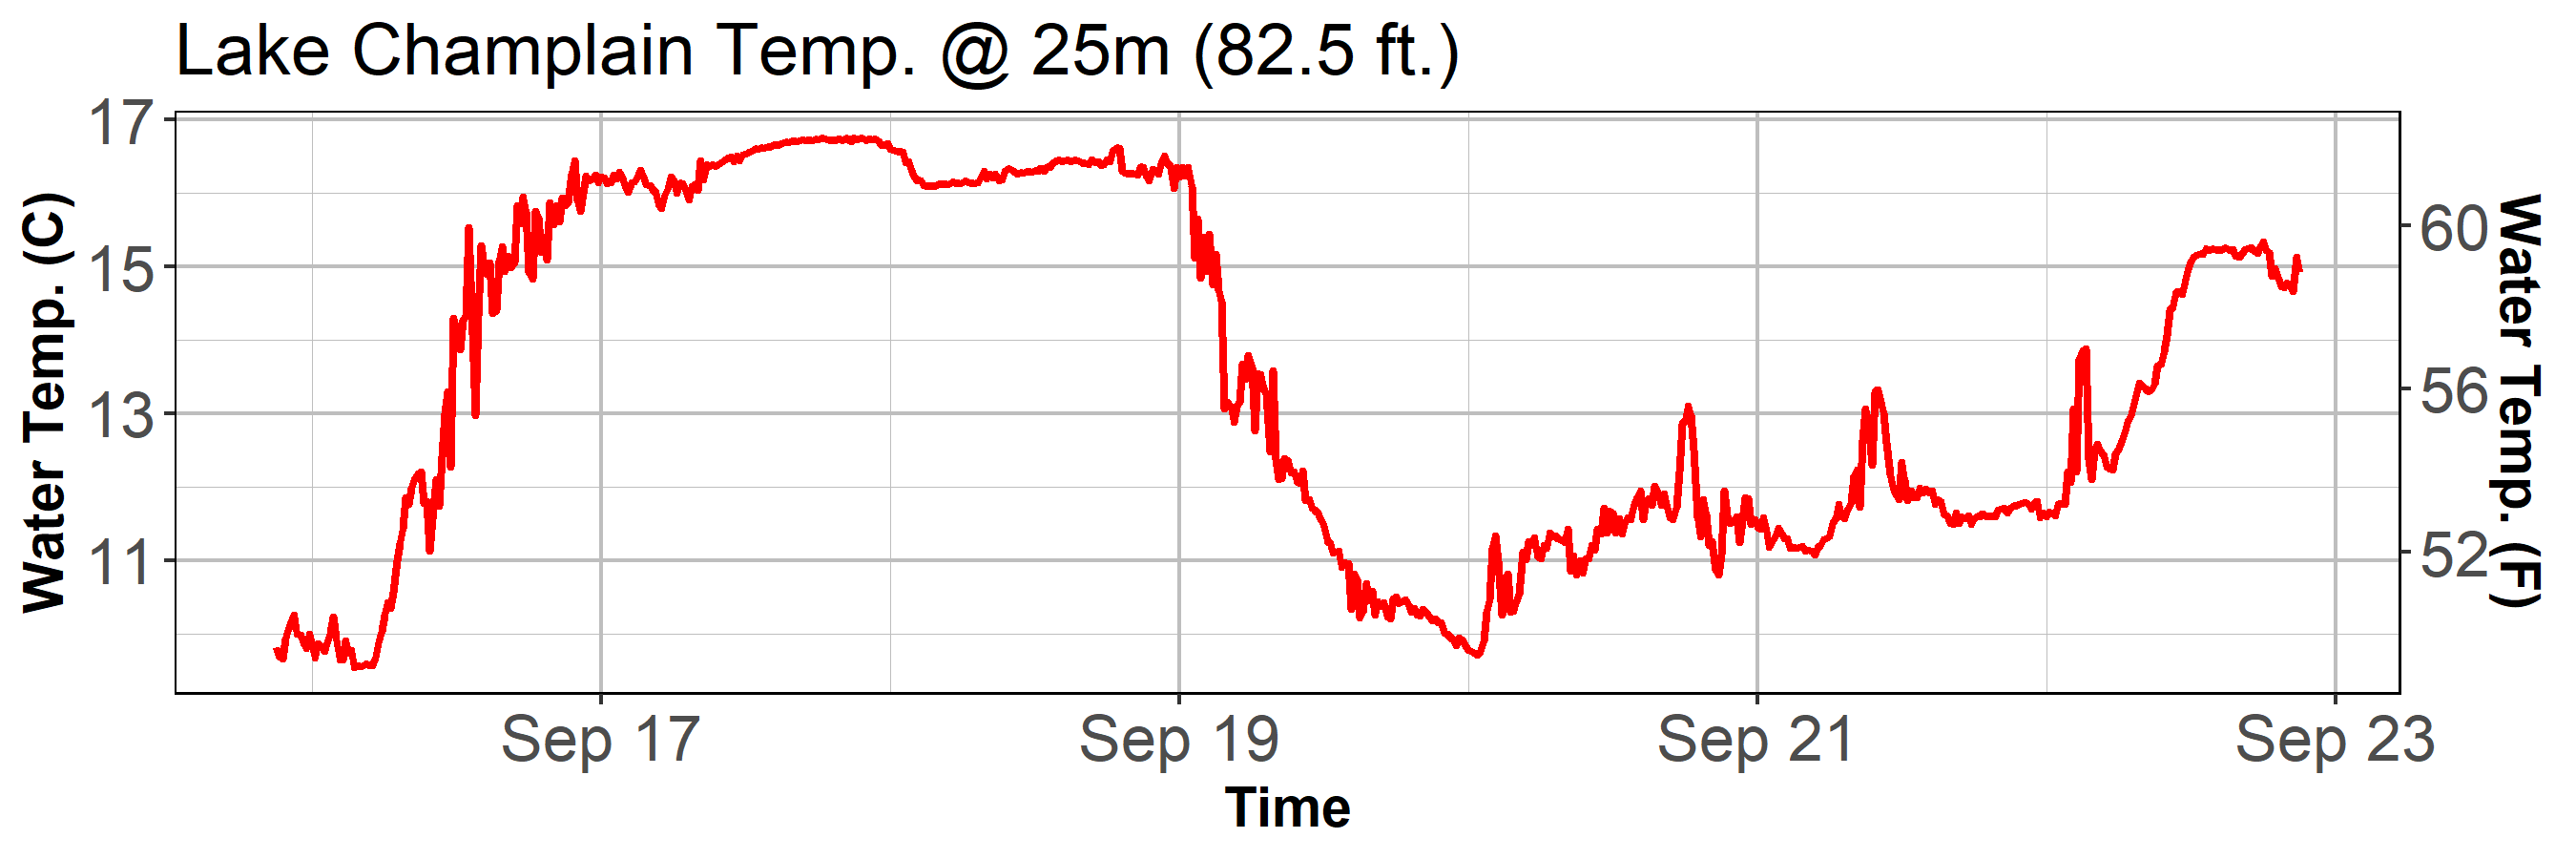 Lake Champlain Temp. @ 25m (82.5 ft.)
Water Temp. (C)
17
15
13
11
60
56
52
Water Temp. (F)
Sep 17
Sep 19
Sep 21
Sep 23
Time